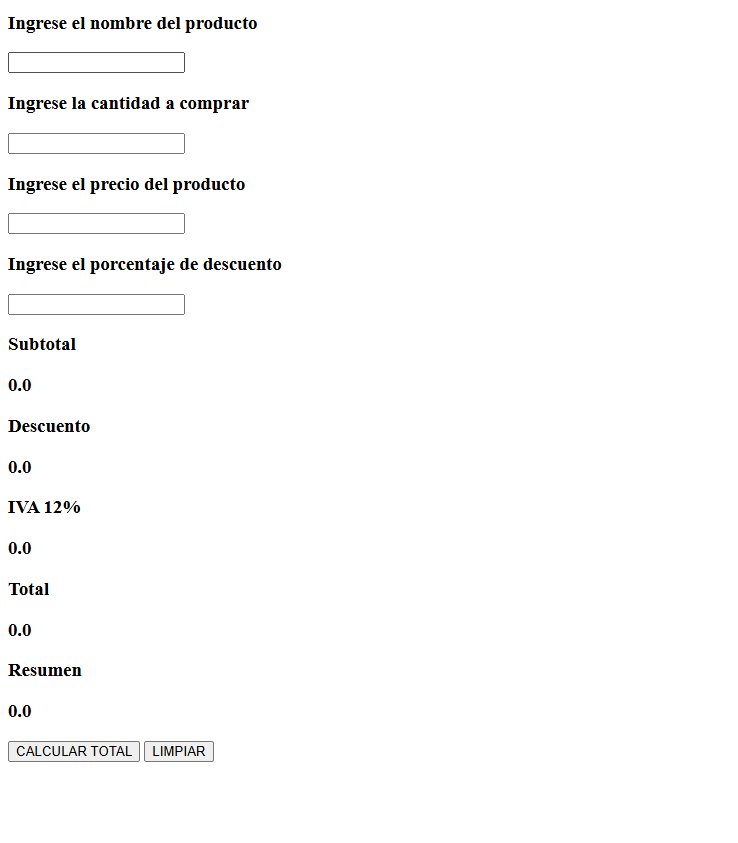 Ingrese el nombre del producto
Ingrese la cantidad a comprar
Ingrese el precio del producto
Ingrese el porcentaje de descuento
Subtotal
0.0
Descuento
0.0
IVA 12%
0.0
Total
0.0
Resumen
0.0
CALCULAR TOTAL LIMPIAR